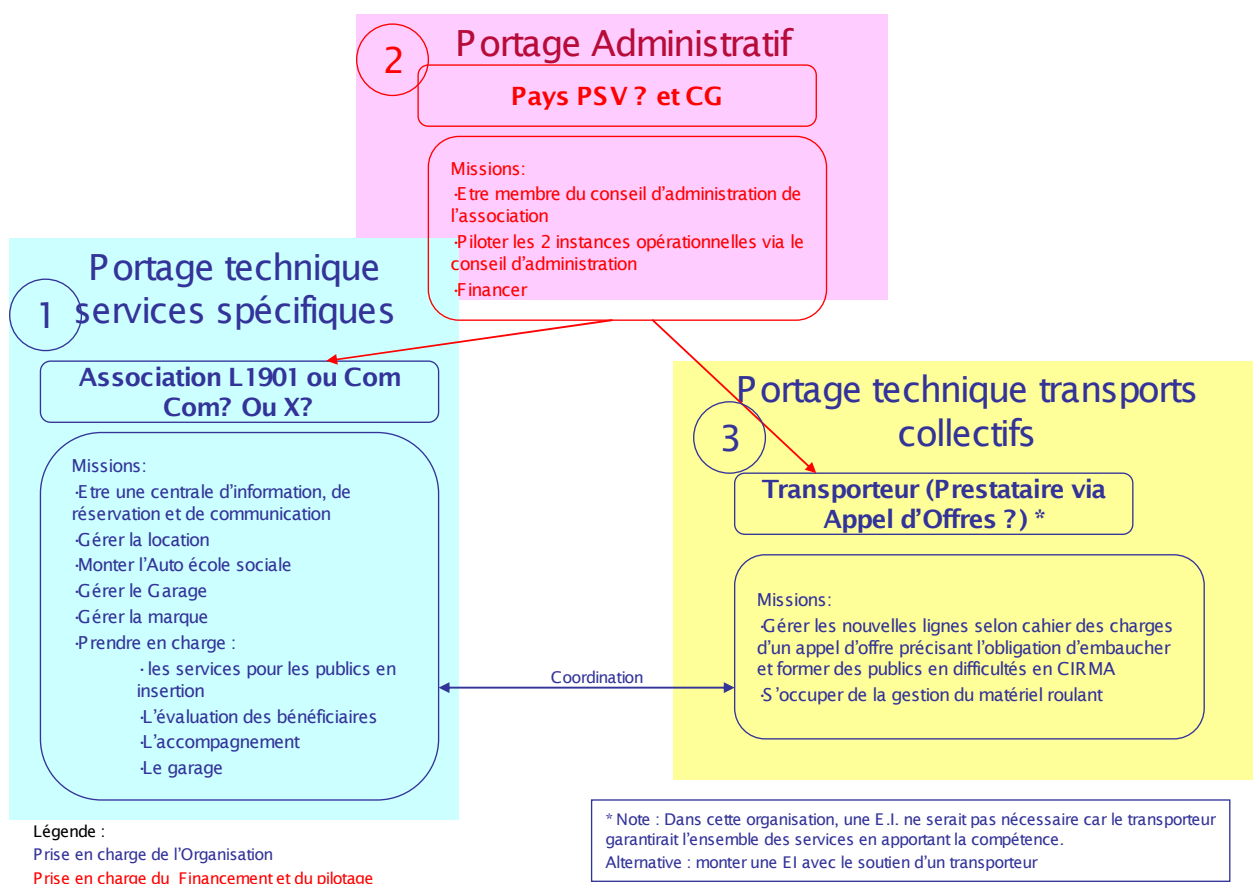 Portage Administratif
2
Pays PSV ? et CG
Missions:
·Etre membre du conseil d'administration de
l'association
·Piloter les 2 instances opérationnelles via le
conseil d'administration
·Financer
Portage technique
services spécifiques
1
Association L1901 ou Com
Com? Ou X?
Missions:
·Etre une centrale d'information, de
réservation et de communication
·Gérer la location
·Monter l'Auto école sociale
·Gérer le Garage
·Gérer la marque
·Prendre en charge :
· les services pour les publics en
insertion
·L'évaluation des bénéficiaires
·L'accompagnement
·Le garage
Coordination
Portage technique transports
collectifs
3
Transporteur (Prestataire via
Appel d'Offres ?) *
Missions:
·Gérer les nouvelles lignes selon cahier des charges
d'un appel d'offre précisant l'obligation d'embaucher
et former des publics en difficultés en CIRMA
·S'occuper de la gestion du matériel roulant
Légende :
Prise en charge de l'Organisation
Prise en charge du Financement et du pilotage
* Note : Dans cette organisation, une E.I. ne serait pas nécessaire car le transporteur
garantirait l'ensemble des services en apportant la compétence.
Alternative : monter une EI avec le soutien d'un transporteur